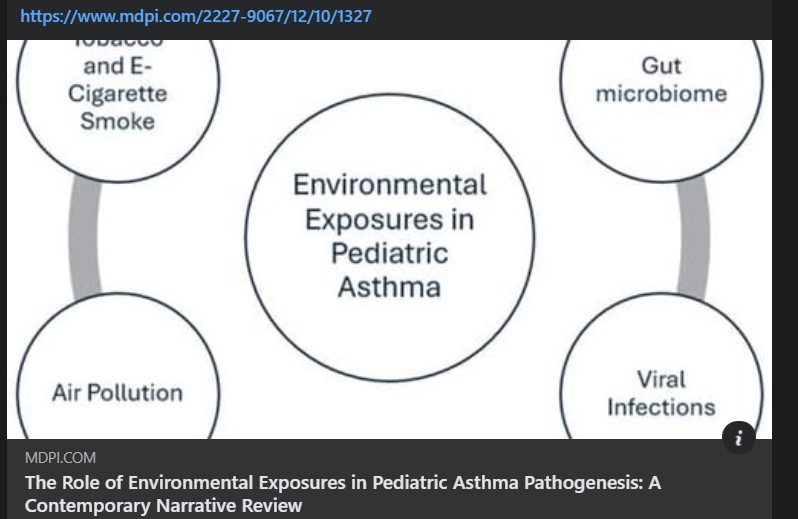 https://www.mdpi.com/2227-9067/12/10/1327
Tobacco
and E-
Cigarette
Smoke
Gut
microbiome
Environmental
Exposures in
Pediatric
Asthma
Air Pollution
Viral
Infections
i
MDPI.COM
The Role of Environmental Exposures in Pediatric Asthma Pathogenesis: A
Contemporary Narrative Review